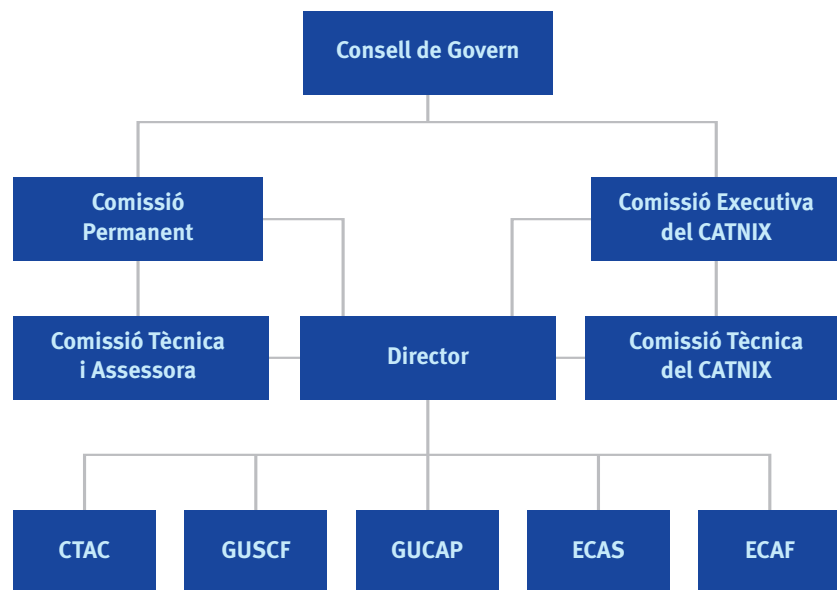 Consell de Govern
Comissió
Permanent
Comissió Executiva
del CATNIX
Comissió Tècnica
i Assessora
Director
Comissió Tècnica
del CATNIX
CTAC
GUSCF
GUCAP
ECAS
ECAF